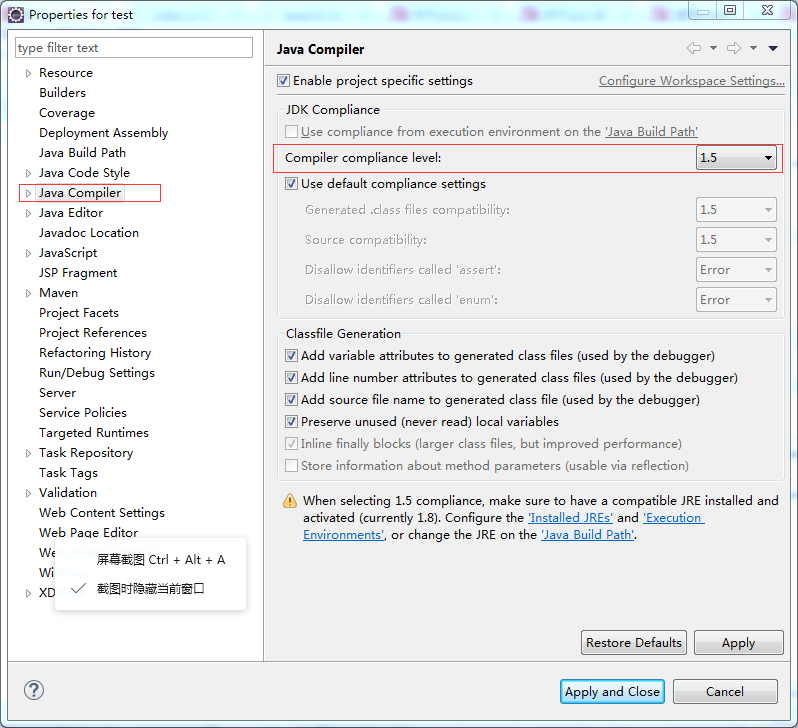 Properties for test
type filter text
Resource
Builders
Coverage
Deployment Assembly
Java Build Path
Java Code Style
Java Compiler
Java Editor
Javadoc Location
JavaScript
JSP Fragment
Maven
Project Facets
Project References
Refactoring History
Run/Debug Settings
Server
Service Policies
Targeted Runtimes
Task Repository
Task Tags
Validation
Web Content Settings
Web Page Editor
屏幕截图 Ctrl + Alt + A
截图时隐藏当前窗口
Java Compiler
Enable project specific settings
Configure Workspace Settings...
JDK Compliance
Use compliance from execution environment on the 'Java Build Path'
Compiler compliance level: 1.5
Use default compliance settings
Generated .class files compatibility: 1.5
Source compatibility: 1.5
Disallow identifiers called 'assert': Error
Disallow identifiers called 'enum': Error
Classfile Generation
Add variable attributes to generated class files (used by the debugger)
Add line number attributes to generated class files (used by the debugger)
Add source file name to generated class file (used by the debugger)
Preserve unused (never read) local variables
Inline finally blocks (larger class files, but improved performance)
Store information about method parameters (usable via reflection)
When selecting 1.5 compliance, make sure to have a compatible JRE installed and
activated (currently 1.8). Configure the 'Installed JREs' and 'Execution
Environments', or change the JRE on the 'Java Build Path'.
Restore Defaults
Apply
Apply and Close
Cancel